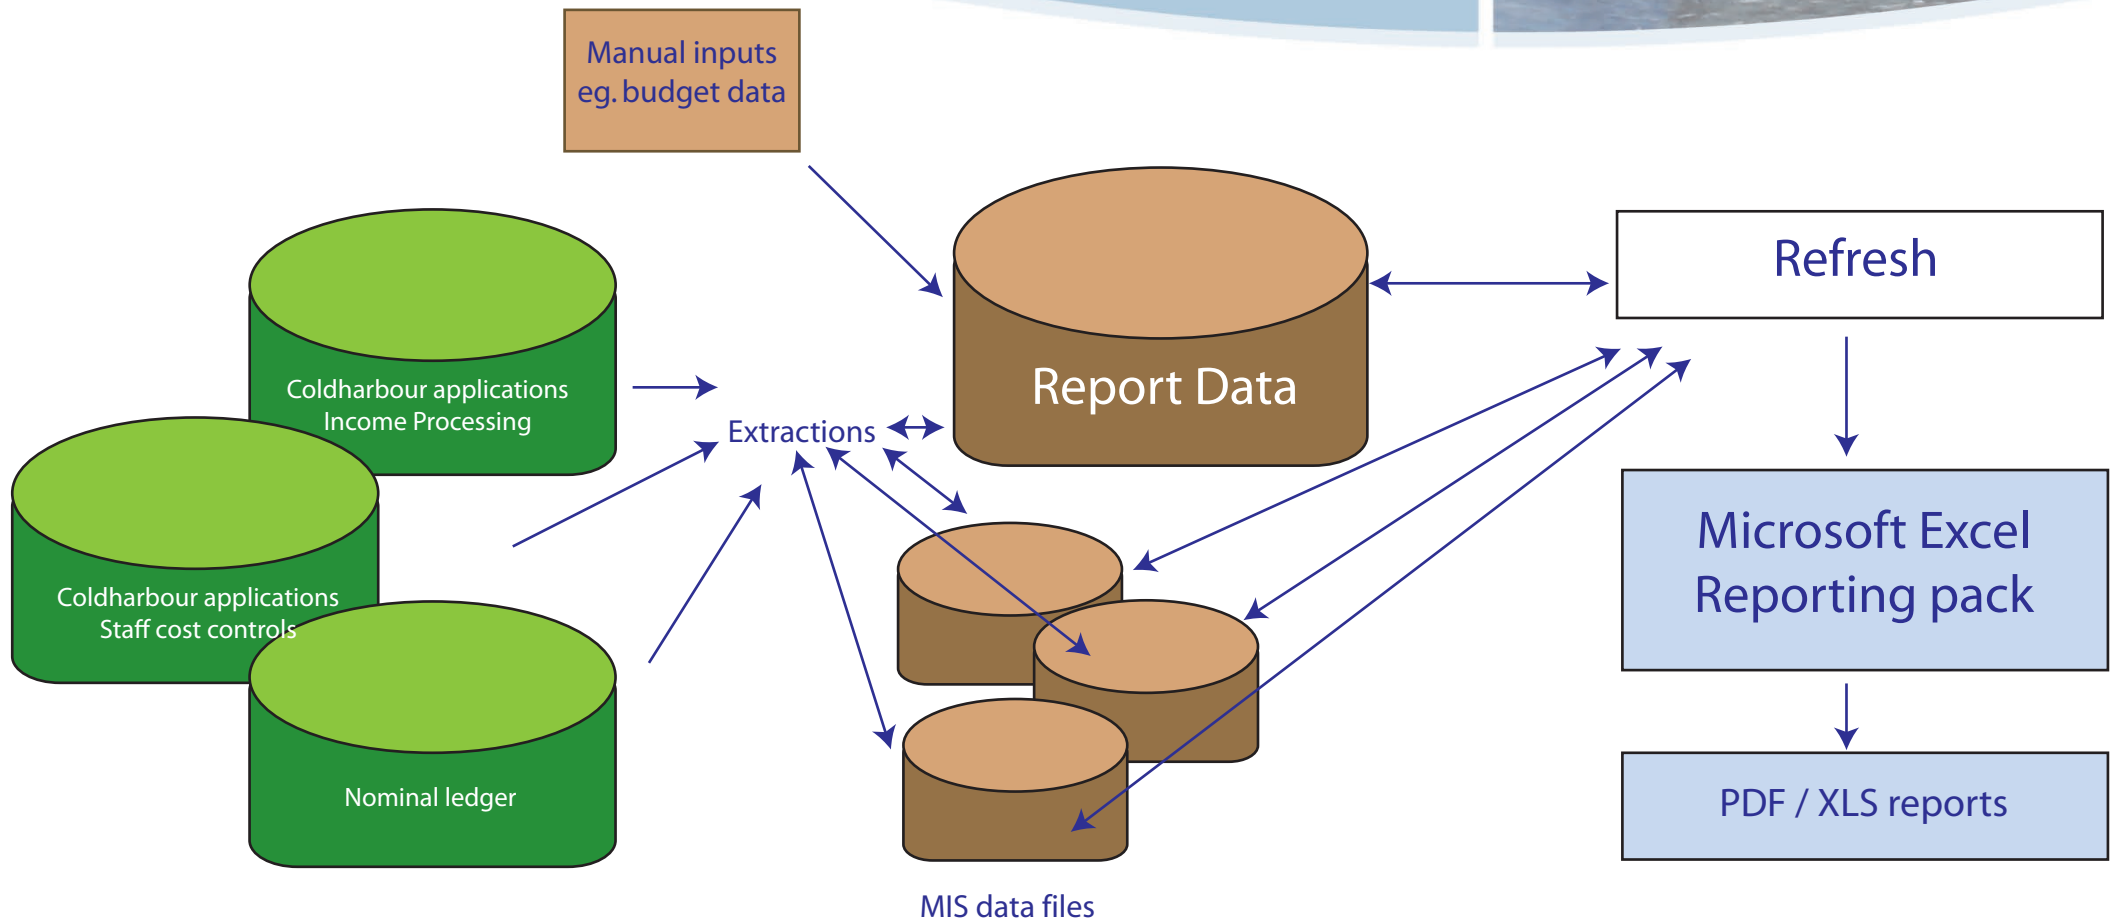 Manual inputs
eg. budget data
Coldharbour applications
Income Processing
Coldharbour applications
Staff cost controls
Nominal ledger
Extractions
Report Data
MIS data files
Refresh
Microsoft Excel
Reporting pack
PDF / XLS reports